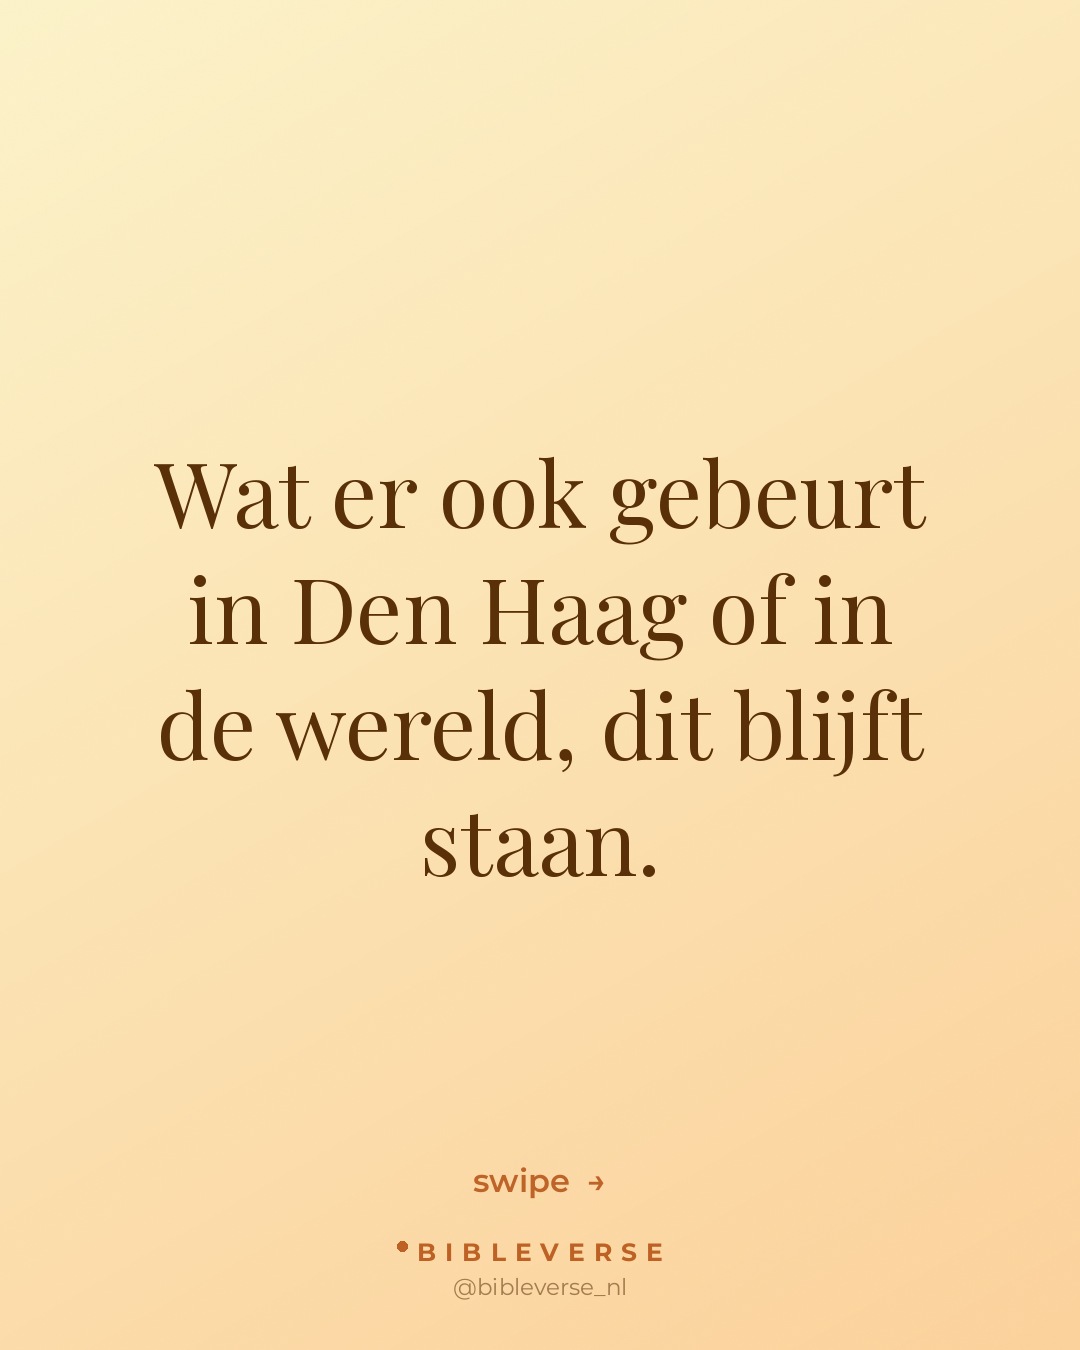 Wat er ook gebeurt
in Den Haag of in
de wereld, dit blijft
staan.
swipe →
BIBLEVERSE
@bibleverse_nl